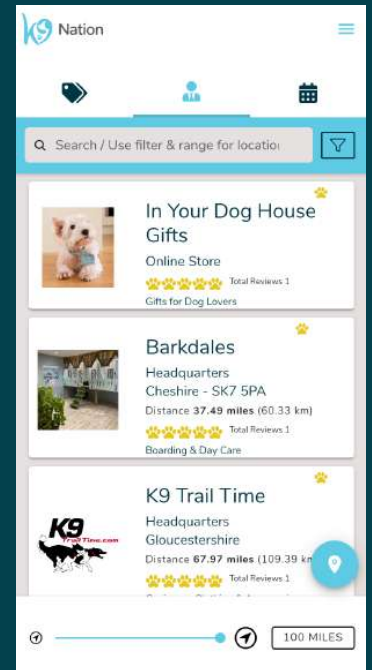 k9 Nation
Search / Use filter & range for locatio
In Your Dog House
Gifts
Online Store
Total Reviews 1
Gifts for Dog Lovers
Barkdales
Headquarters
Cheshire - SK7 5PA
Distance 37.49 miles (60.33 km)
Total Reviews 1
Boarding & Day Care
K9
TrailTime.com
K9 Trail Time
Headquarters
Gloucestershire
Distance 67.97 miles (109.39 km
Total Reviews 1
100 MILES